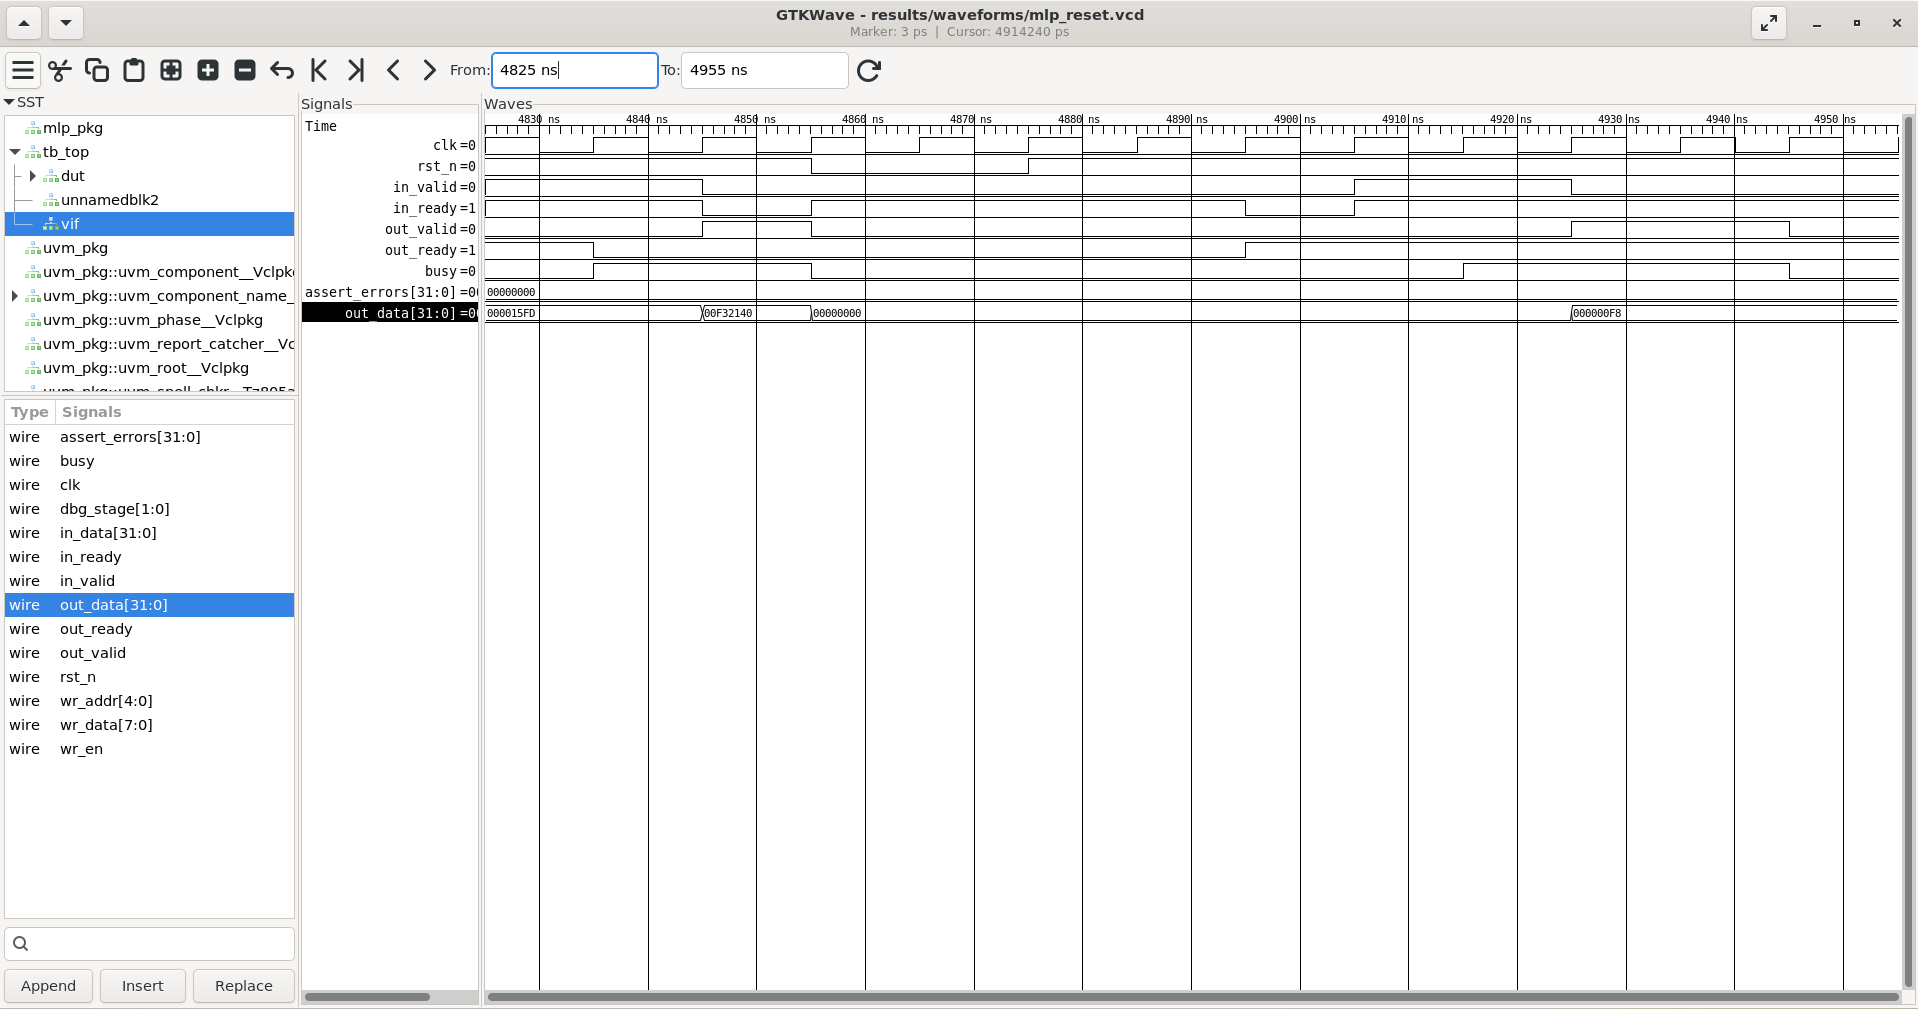 GTKWave - results/waveforms/mlp_reset.vcd
Marker: 3 ps | Cursor: 4914240 ps
From: 4825 ns To: 4955 ns
SST
mlp_pkg
tb_top
dut
unnamedblk2
vif
uvm_pkg
uvm_pkg::uvm_component__Vclpk
uvm_pkg::uvm_component_name_
uvm_pkg::uvm_phase__Vclpkg
uvm_pkg::uvm_report_catcher__Vc
uvm_pkg::uvm_root__Vclpkg
Type Signals
wire assert_errors[31:0]
wire busy
wire clk
wire dbg_stage[1:0]
wire in_data[31:0]
wire in_ready
wire in_valid
wire out_data[31:0]
wire out_ready
wire out_valid
wire rst_n
wire wr_addr[4:0]
wire wr_data[7:0]
wire wr_en
Append Insert Replace
Signals
Time
clk=0
rst_n=0
in_valid=0
in_ready=1
out_valid=0
out_ready=1
busy=0
assert_errors[31:0]=0
out_data[31:0]=0
Waves
4830 ns 4840 ns 4850 ns 4860 ns 4870 ns 4880 ns 4890 ns 4900 ns 4910 ns 4920 ns 4930 ns 4940 ns 4950 ns
00000000
000015FD 00F32140 00000000 000000F8